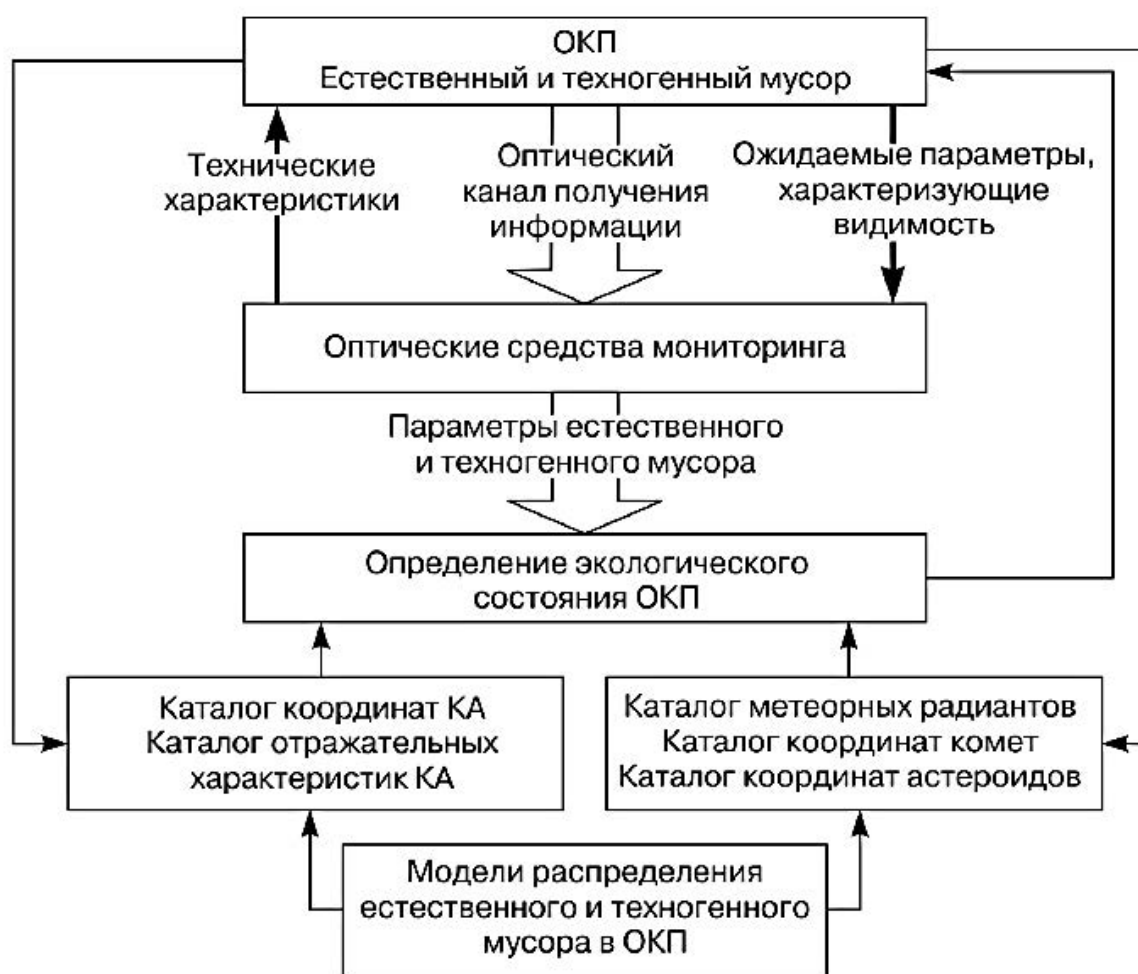 ОКП
Естественный и техногенный мусор
Технические
характеристики
Оптический
канал получения
информации
Ожидаемые параметры,
характеризующие
видимость
Оптические средства мониторинга
Параметры естественного
и техногенного мусора
Определение экологического
состояния ОКП
Каталог координат КА
Каталог отражательных
характеристик КА
Каталог метеорных радиантов
Каталог координат комет
Каталог координат астероидов
Модели распределения
естественного и техногенного
мусора в ОКП